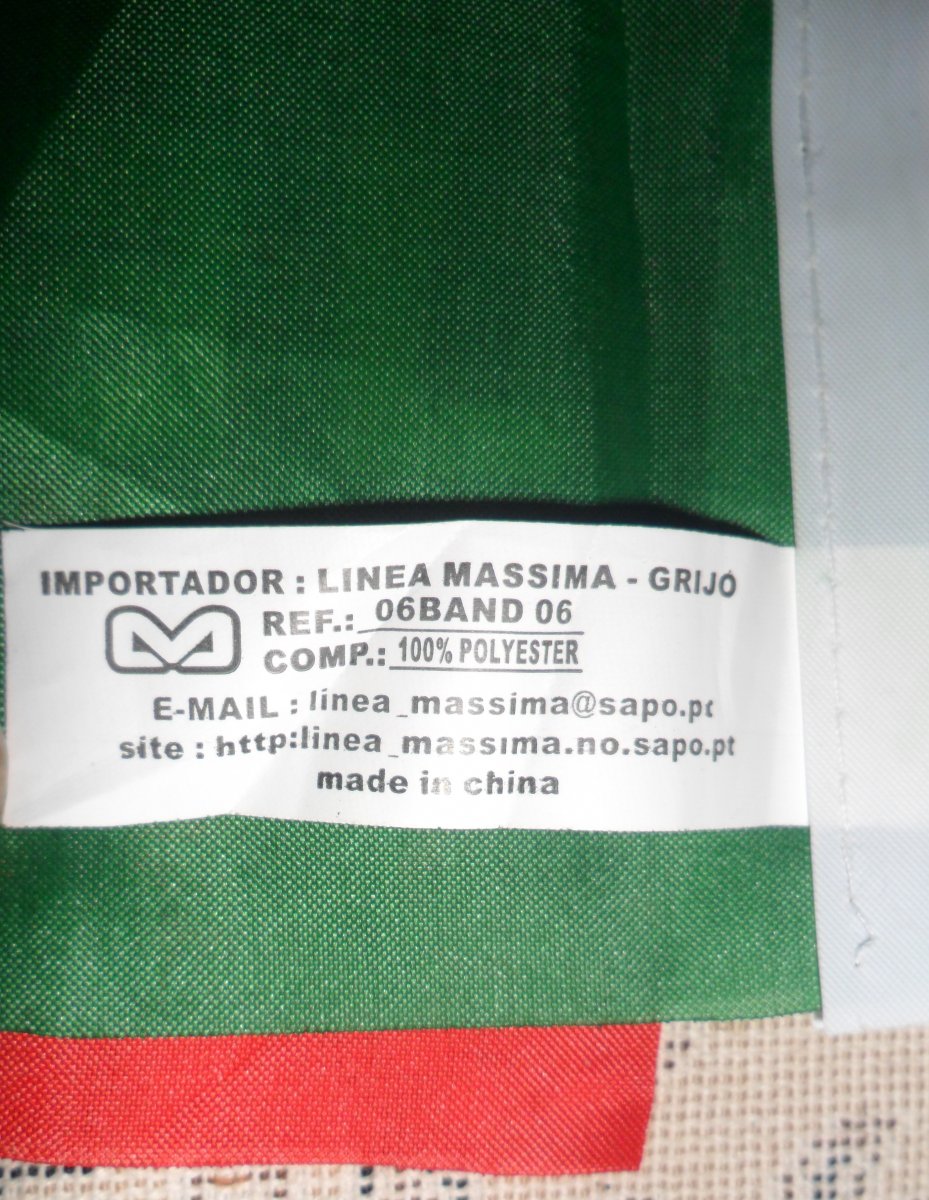 IMPORTADOR : LINEA MASSIMA - GRIJÓ
REF.: 06BAND 06
COMP.: 100% POLYESTER
E-MAIL : linea_massima@sapo.pt
site : http:linea_massima.no.sapo.pt
made in china